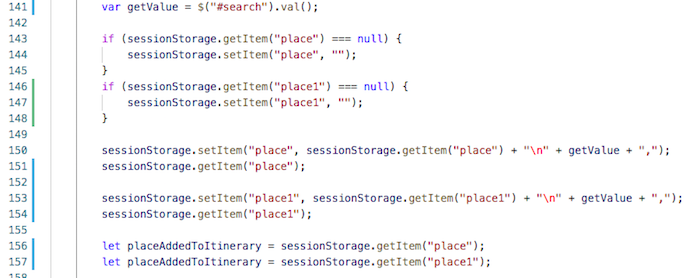 141 var getValue = $("#search").val();
142
143 if (sessionStorage.getItem("place") === null) {
144 sessionStorage.setItem("place", "");
145 }
146 if (sessionStorage.getItem("place1") === null) {
147 sessionStorage.setItem("place1", "");
148 }
149
150 sessionStorage.setItem("place", sessionStorage.getItem("place") + "\n" + getValue + ",");
151 sessionStorage.getItem("place");
152
153 sessionStorage.setItem("place1", sessionStorage.getItem("place1") + "\n" + getValue + ",");
154 sessionStorage.getItem("place1");
155
156 let placeAddedToItinerary = sessionStorage.getItem("place");
157 let placeAddedToItinerary = sessionStorage.getItem("place1");
158